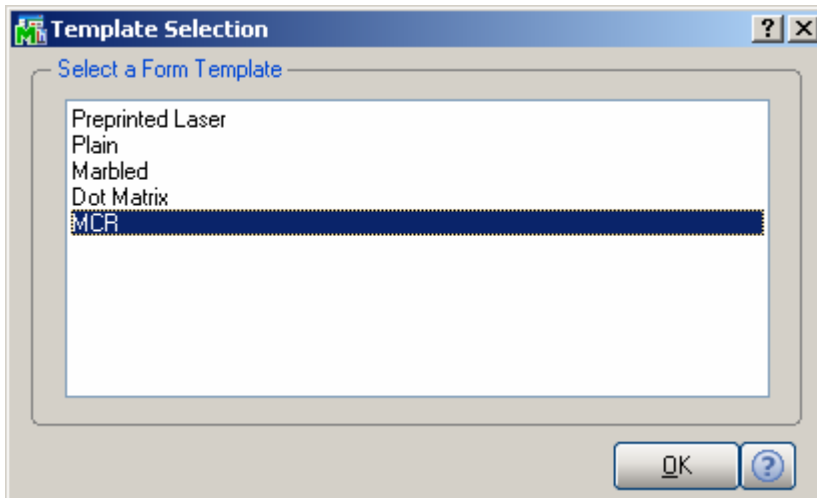 Template Selection
Select a Form Template
Preprinted Laser
Plain
Marbled
Dot Matrix
MCR
OK